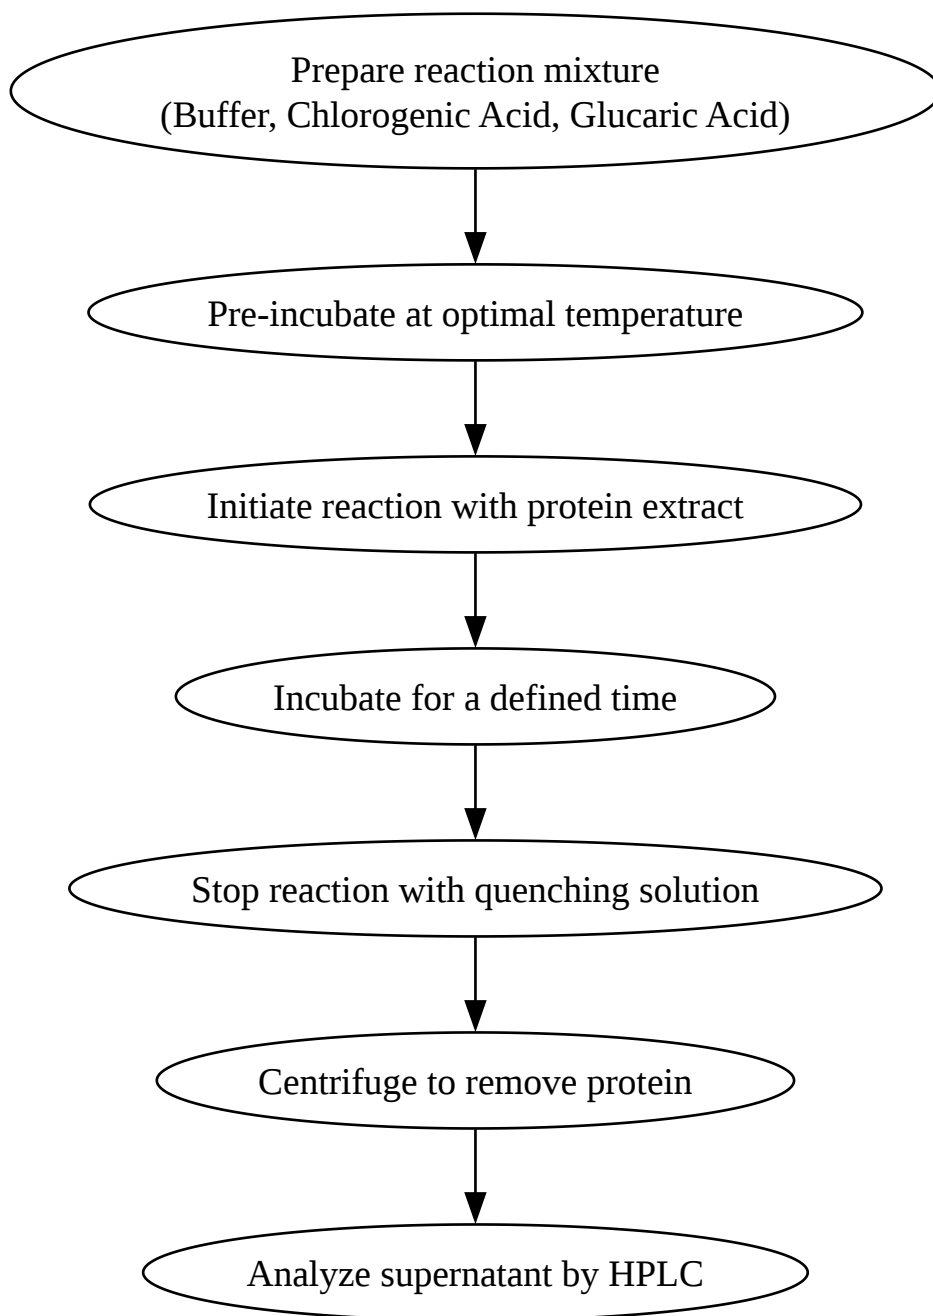 Prepare reaction mixture
(Buffer, Chlorogenic Acid, Glucaric Acid)
Pre-incubate at optimal temperature
Initiate reaction with protein extract
Incubate for a defined time
Stop reaction with quenching solution
Centrifuge to remove protein
Analyze supernatant by HPLC